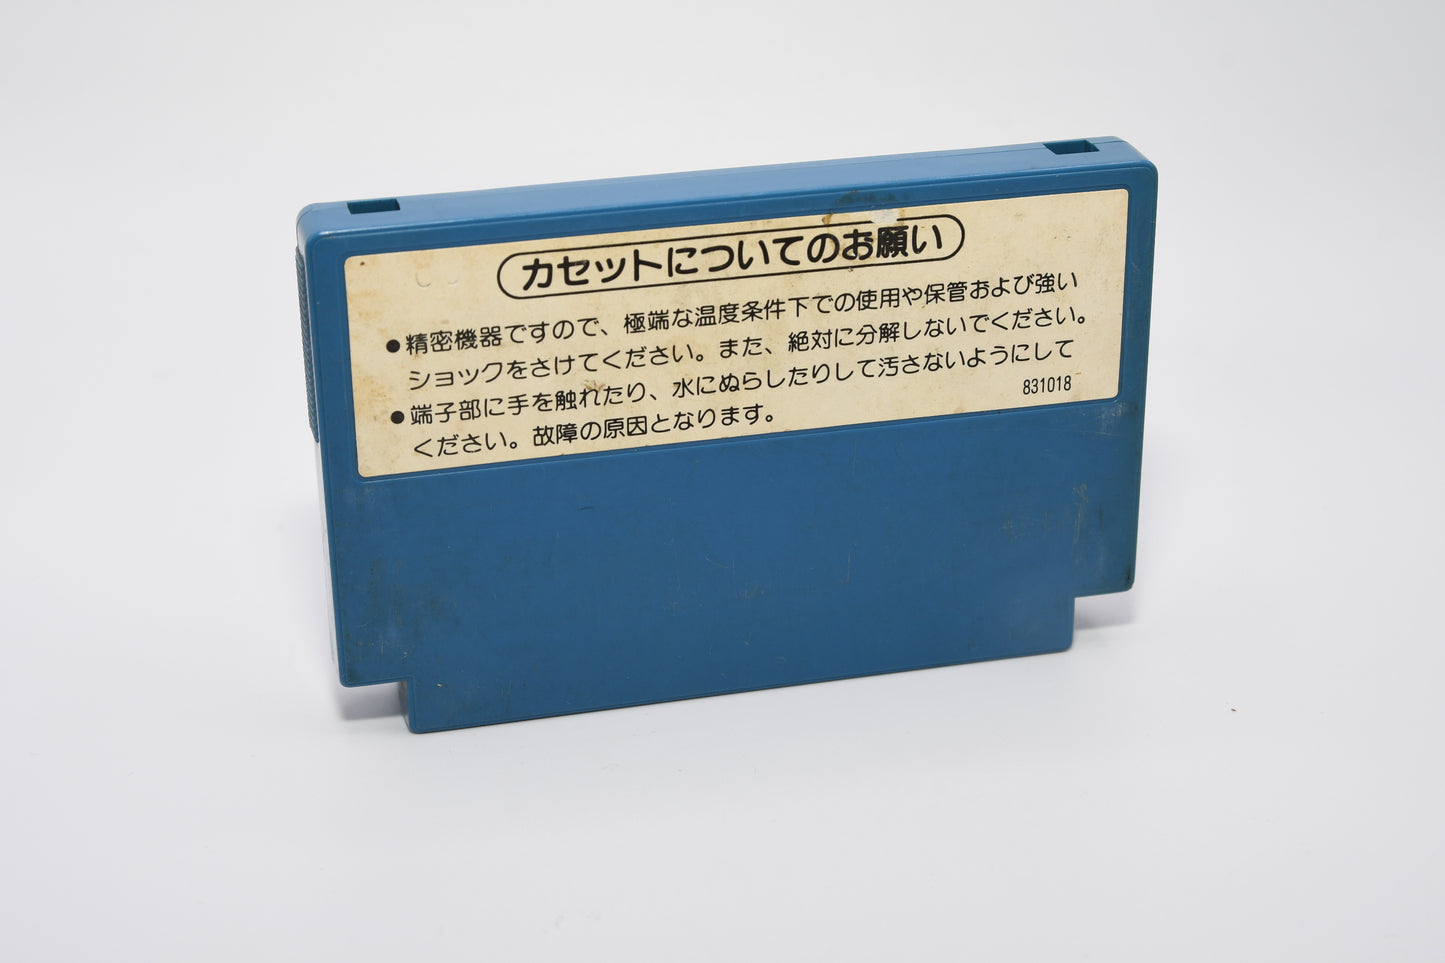 カセットについてのお願い
●精密機器ですので、極端な温度条件下での使用や保管および強い
ショックをさけてください。また、絶対に分解しないでください。
●端子部に手を触れたり、水にぬらしたりして汚さないようにして
ください。故障の原因となります。
831018